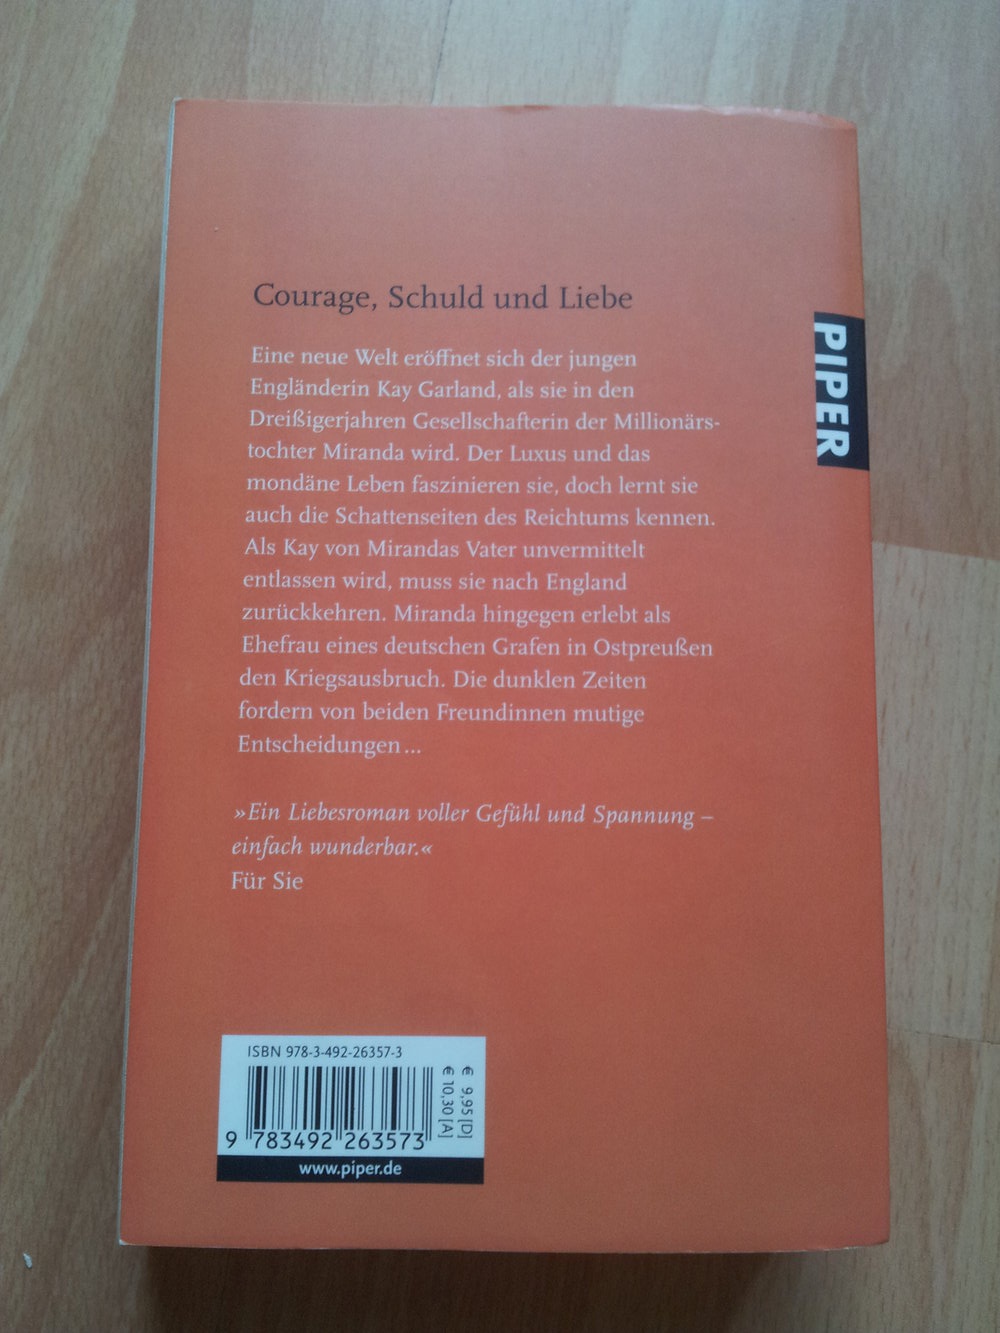 Courage, Schuld und Liebe
Eine neue Welt eröffnet sich der jungen
Engländerin Kay Garland, als sie in den
Dreißigerjahren Gesellschafterin der Millionärs-
tochter Miranda wird. Der Luxus und das
mondäne Leben faszinieren sie, doch lernt sie
auch die Schattenseiten des Reichtums kennen.
Als Kay von Mirandas Vater unvermittelt
entlassen wird, muss sie nach England
zurückkehren. Miranda hingegen erlebt als
Ehefrau eines deutschen Grafen in Ostpreußen
den Kriegsausbruch. Die dunklen Zeiten
fordern von beiden Freundinnen mutige
Entscheidungen ...
»Ein Liebesroman voller Gefühl und Spannung –
einfach wunderbar.«
Für Sie
PIPER
ISBN 978-3-492-26357-3
€ 9,95 [D]
€ 10,30 [A]
9 783492 263573
www.piper.de